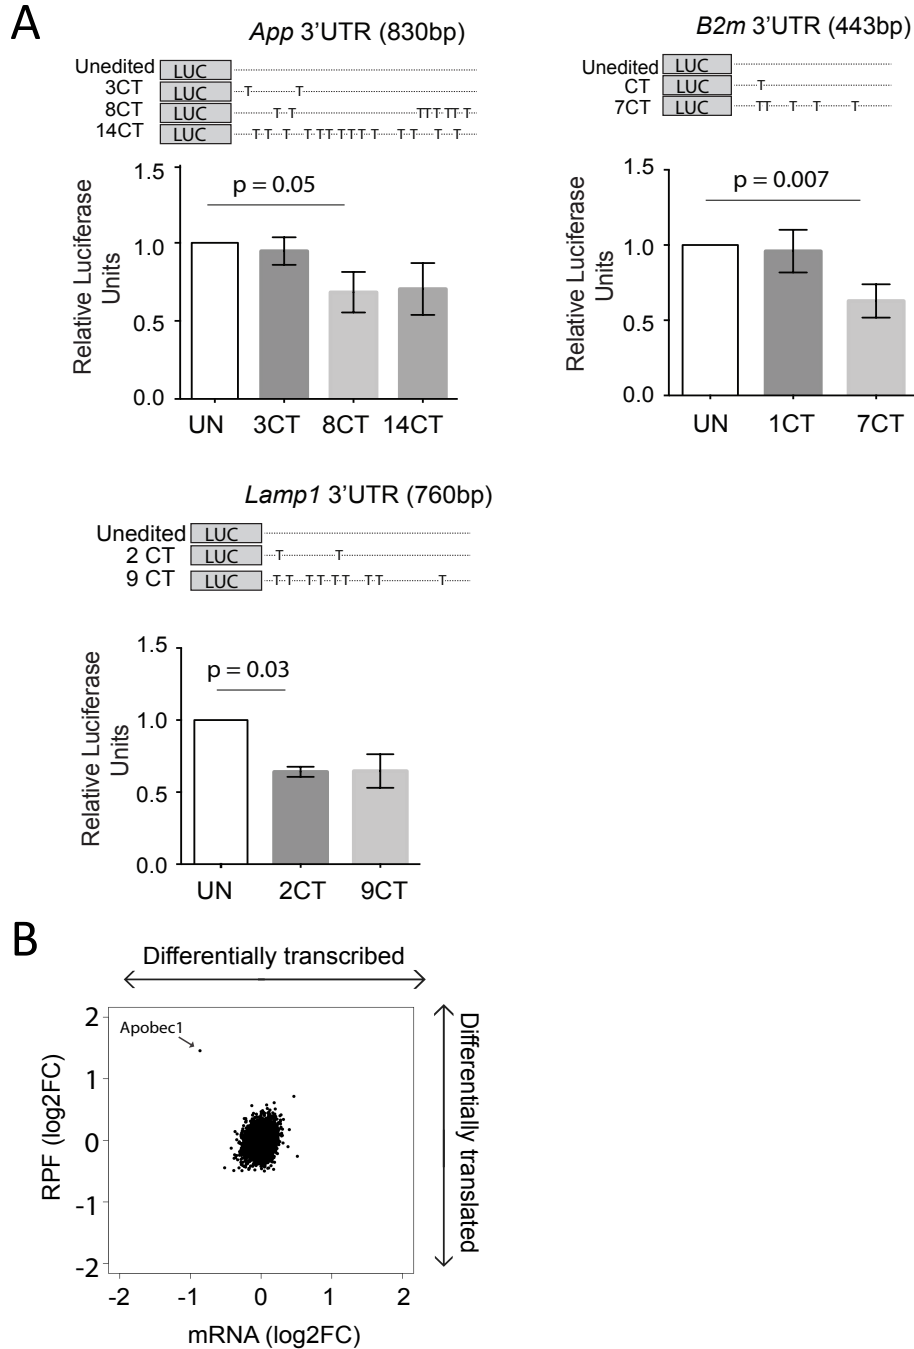 A
App 3'UTR (830bp)
Unedited LUC
3CT LUC T T
8CT LUC T T TT T TT T
14CT LUC T T T T T T T T T T T T T T
1.5
1.0
0.5
0.0
Relative Luciferase
Units
p = 0.05
UN 3CT 8CT 14CT
B2m 3'UTR (443bp)
Unedited LUC
CT LUC T
7CT LUC TT T T T
1.5
1.0
0.5
0.0
Relative Luciferase
Units
p = 0.007
UN 1CT 7CT
Lamp1 3'UTR (760bp)
Unedited LUC
2 CT LUC T T
9 CT LUC T T T T T T T T T
1.5
1.0
0.5
0.0
Relative Luciferase
Units
p = 0.03
UN 2CT 9CT
B
Differentially transcribed
Differentially translated
Apobec1
RPF (log2FC)
2
1
0
-1
-2
-2 -1 0 1 2
mRNA (log2FC)